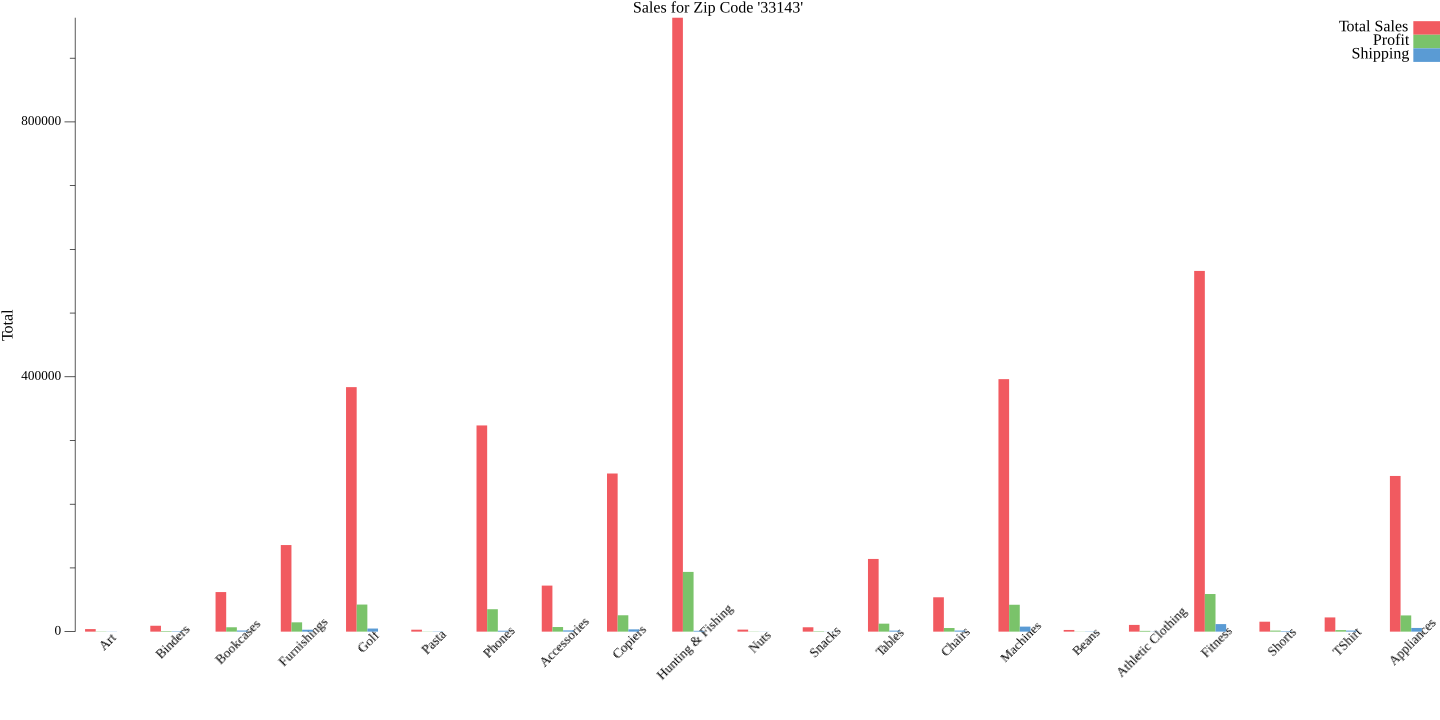 Sales for Zip Code '33143'
Total Sales
Profit
Shipping
800000
400000
0
Total
Art
Binders
Bookcases
Furnishings
Golf
Pasta
Phones
Accessories
Copiers
Hunting & Fishing
Nuts
Snacks
Tables
Chairs
Machines
Beans
Athletic Clothing
Fitness
Shorts
TShirt
Appliances